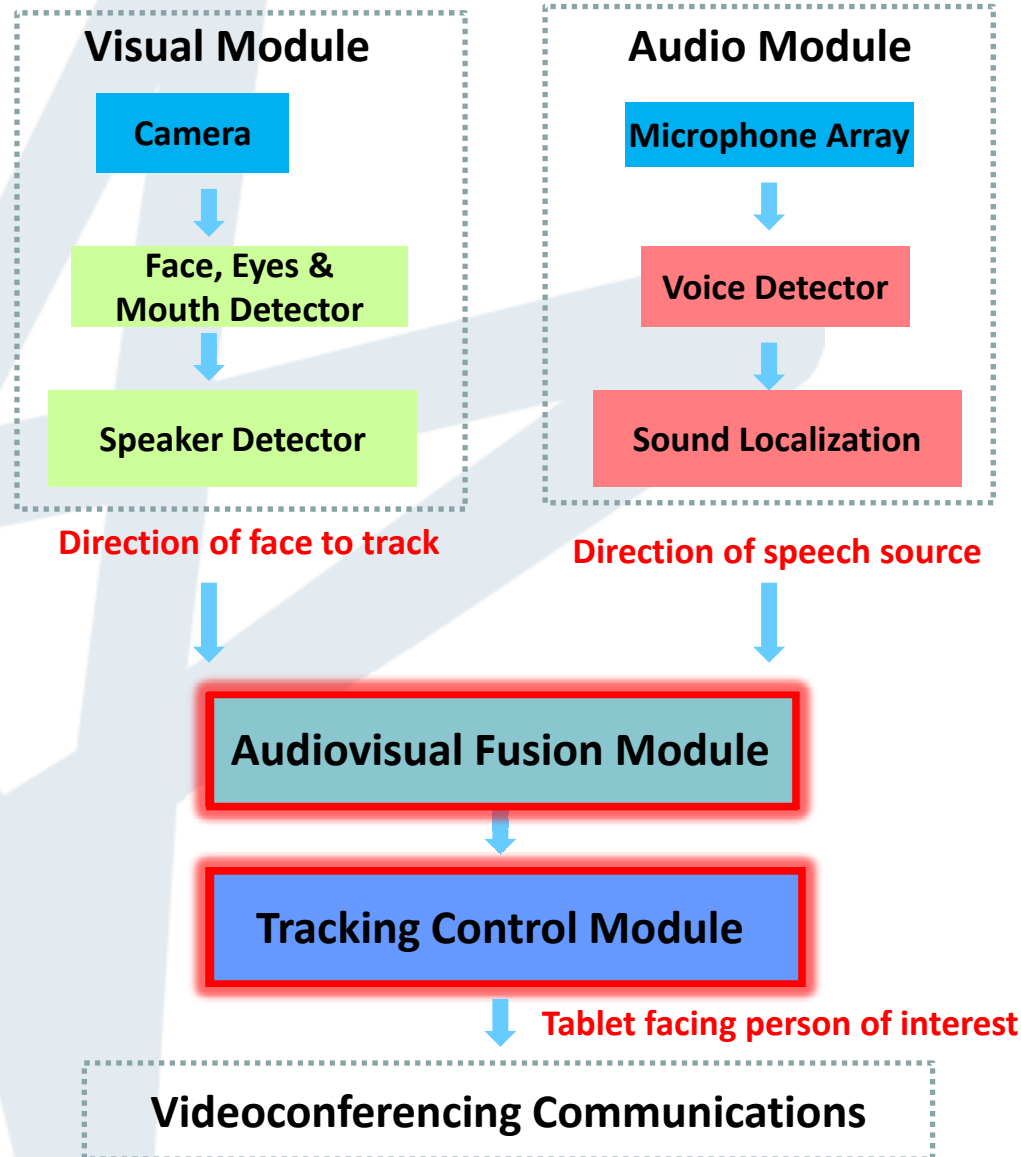 Visual Module
Camera
Face, Eyes &
Mouth Detector
Speaker Detector
Direction of face to track
Audio Module
Microphone Array
Voice Detector
Sound Localization
Direction of speech source
Audiovisual Fusion Module
Tracking Control Module
Tablet facing person of interest
Videoconferencing Communications